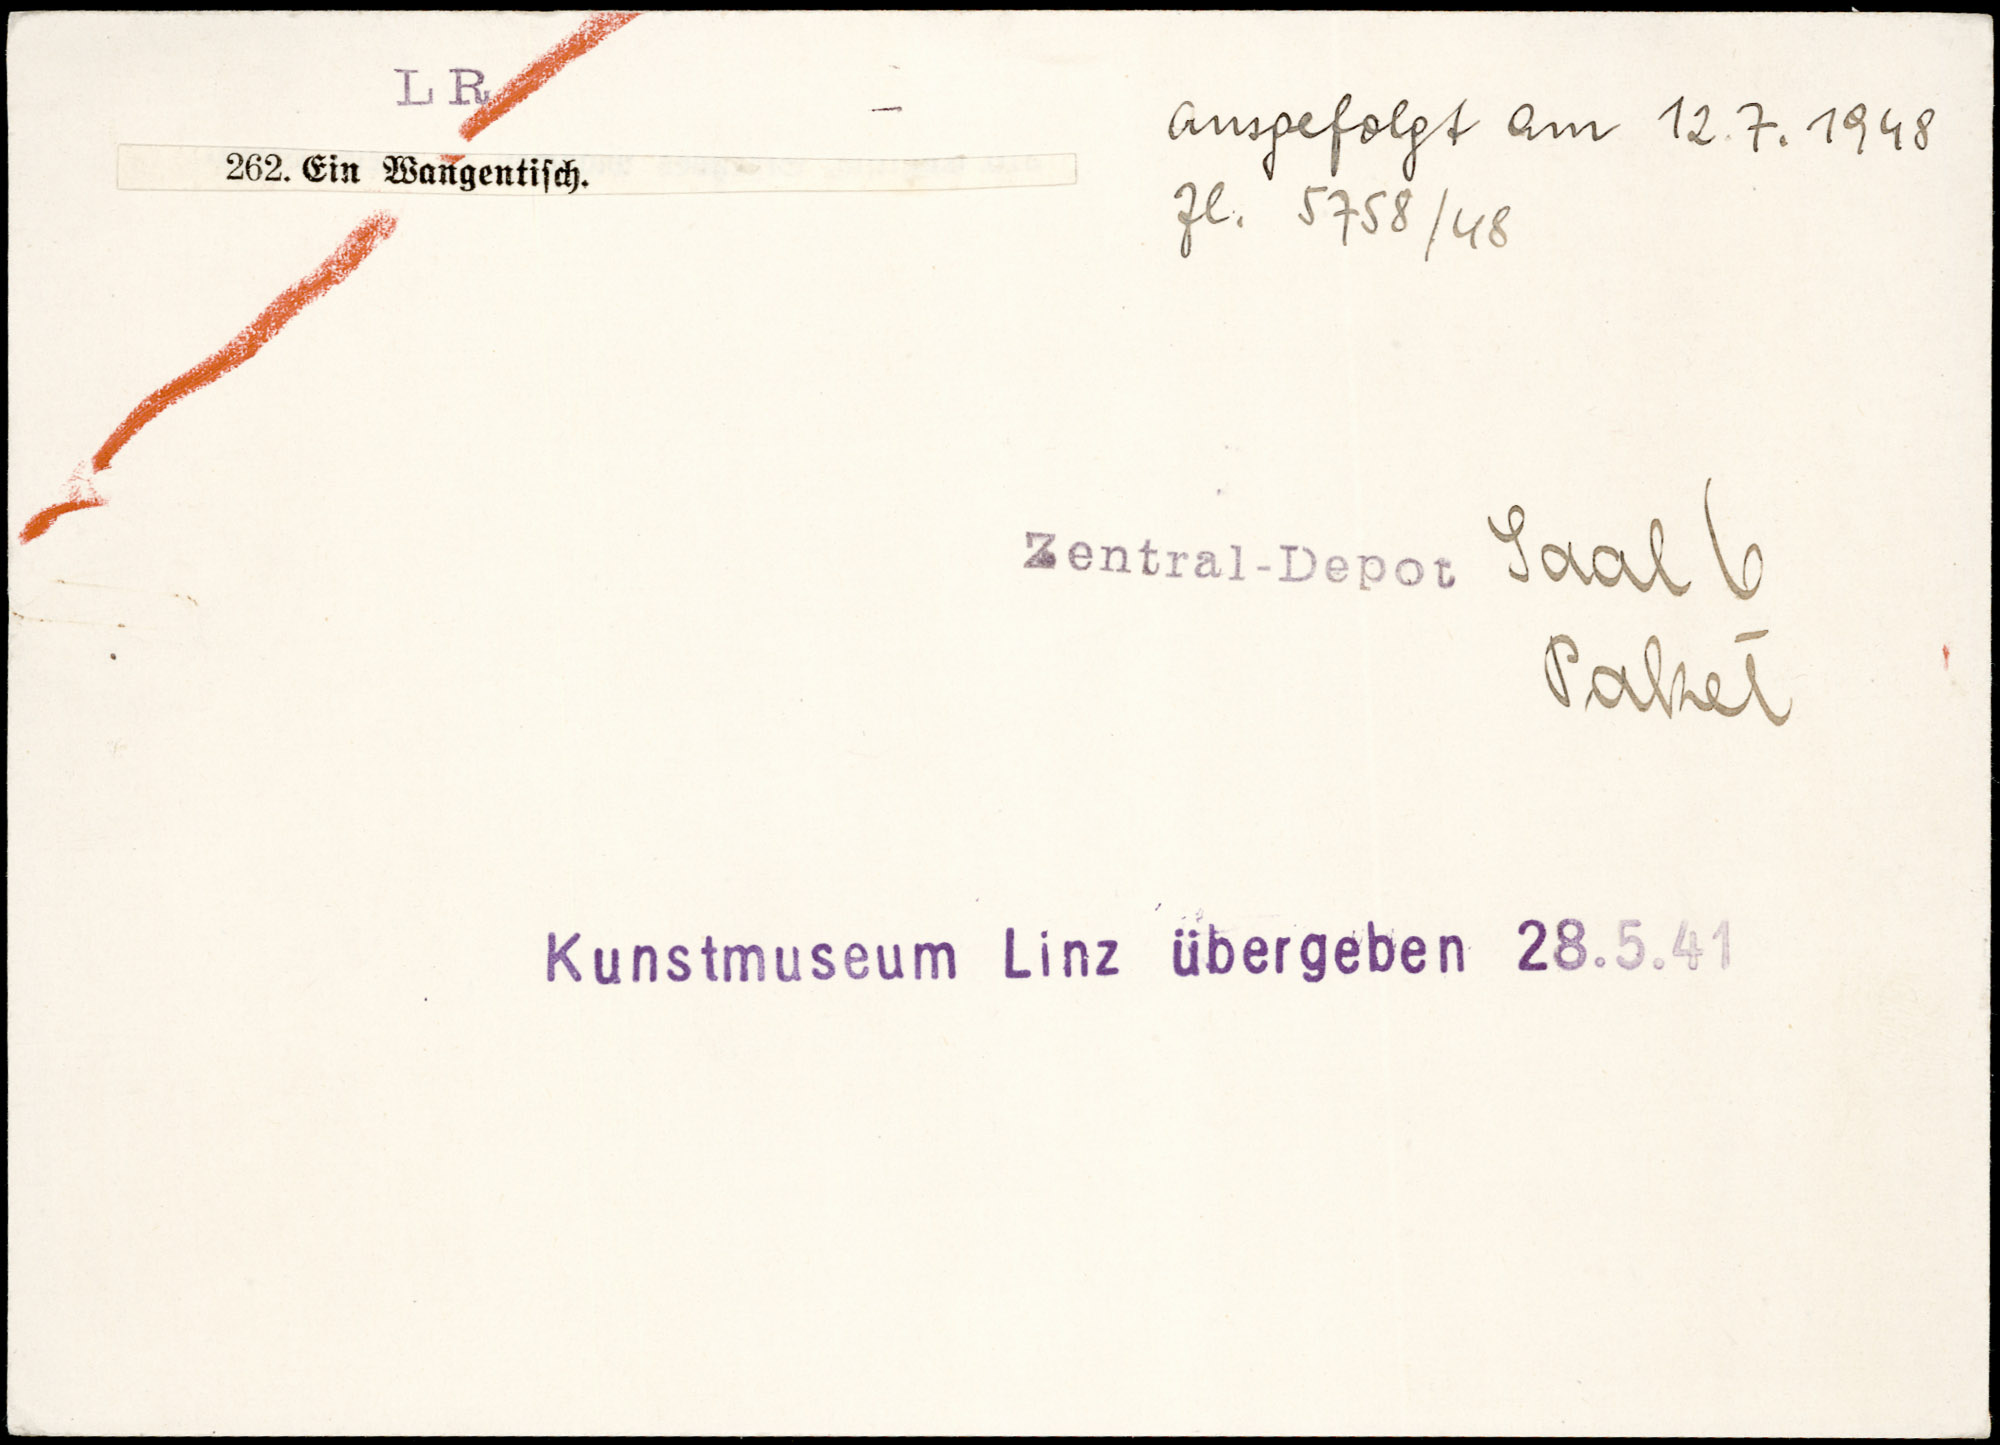 LR
ausgefolgt am 12.7.1948
262. Ein Wangentisch.
Zl. 5758/48
Zentral-Depot Saal 6
Paket
Kunstmuseum Linz übergeben 28.5.41